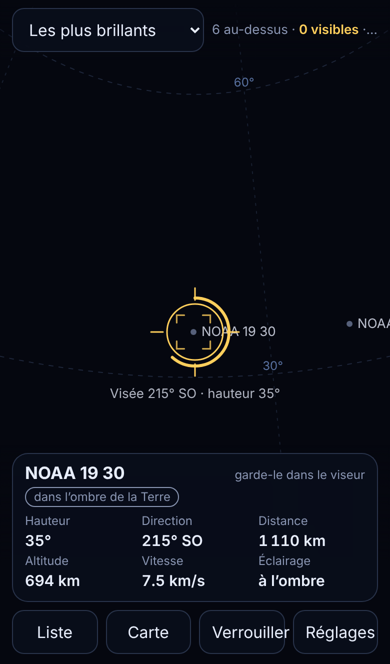 Les plus brillants
6 au-dessus · 0 visibles ·...
60°
NOAA 19 30
NOAA
30°
Visée 215° SO · hauteur 35°
NOAA 19 30
garde-le dans le viseur
dans l’ombre de la Terre
Hauteur Direction Distance
35° 215° SO 1 110 km
Altitude Vitesse Éclairage
694 km 7.5 km/s à l’ombre
Liste Carte Verrouiller Réglages